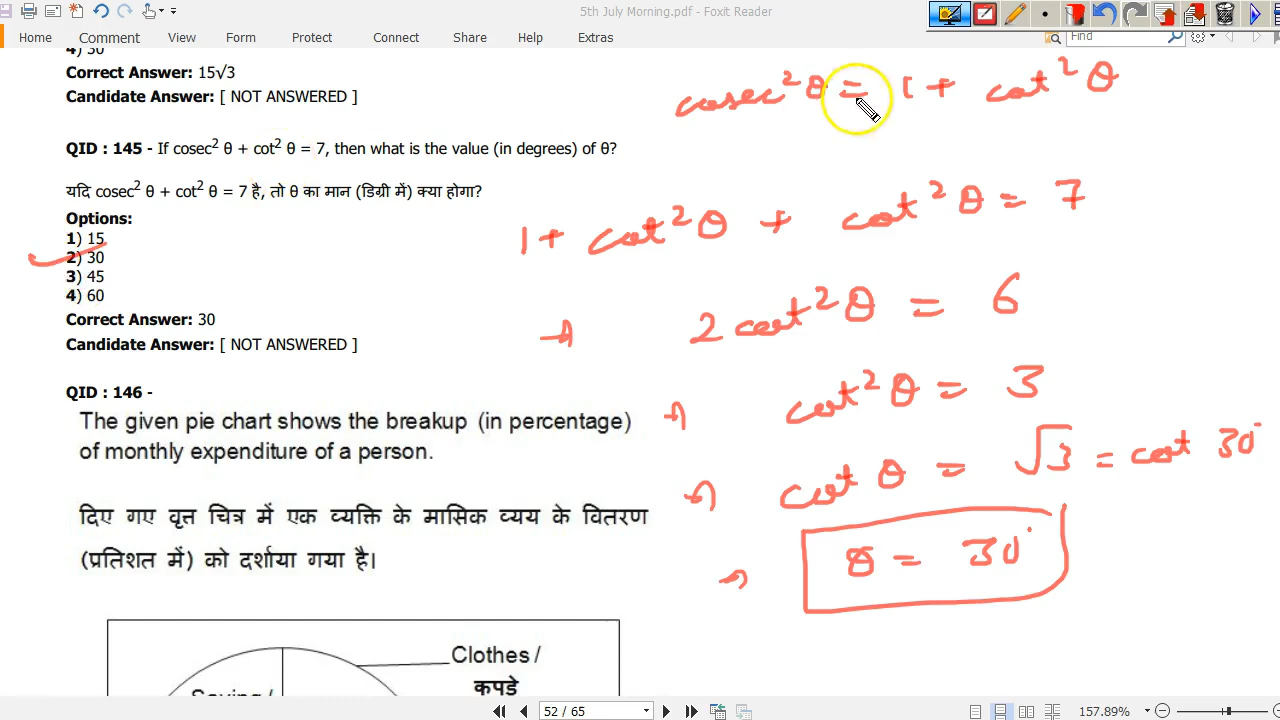 5th July Morning.pdf - Foxit Reader
Home Comment View Form Protect Connect Share Help Extras Find
4) 30
Correct Answer: 15√3
Candidate Answer: [ NOT ANSWERED ]
QID : 145 - If cosec² θ + cot² θ = 7, then what is the value (in degrees) of θ?
यदि cosec² θ + cot² θ = 7 है, तो θ का मान (डिग्री में) क्या होगा?
Options:
1) 15
2) 30
3) 45
4) 60
Correct Answer: 30
Candidate Answer: [ NOT ANSWERED ]
QID : 146 -
The given pie chart shows the breakup (in percentage)
of monthly expenditure of a person.
दिए गए वृत्त चित्र में एक व्यक्ति के मासिक व्यय के वितरण
(प्रतिशत में) को दर्शाया गया है।
Clothes /
कपड़े
Saving /
cosec²θ = 1 + cot²θ
1 + cot²θ + cot²θ = 7
⇒ 2 cot²θ = 6
⇒ cot²θ = 3
⇒ cot θ = √3 = cot 30°
⇒ θ = 30°
52 / 65
157.89%